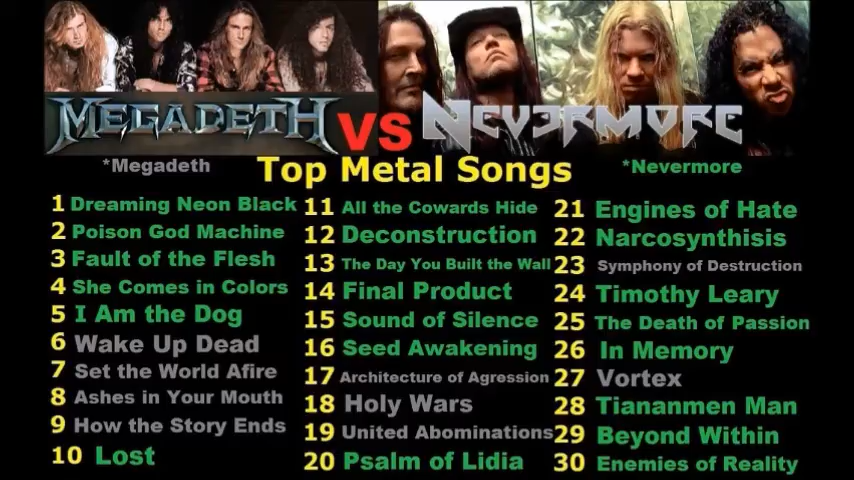 MEGADETH VS NEVERMORE
*Megadeth Top Metal Songs *Nevermore
1 Dreaming Neon Black
2 Poison God Machine
3 Fault of the Flesh
4 She Comes in Colors
5 I Am the Dog
6 Wake Up Dead
7 Set the World Afire
8 Ashes in Your Mouth
9 How the Story Ends
10 Lost
11 All the Cowards Hide
12 Deconstruction
13 The Day You Built the Wall
14 Final Product
15 Sound of Silence
16 Seed Awakening
17 Architecture of Agression
18 Holy Wars
19 United Abominations
20 Psalm of Lidia
21 Engines of Hate
22 Narcosynthisis
23 Symphony of Destruction
24 Timothy Leary
25 The Death of Passion
26 In Memory
27 Vortex
28 Tiananmen Man
29 Beyond Within
30 Enemies of Reality